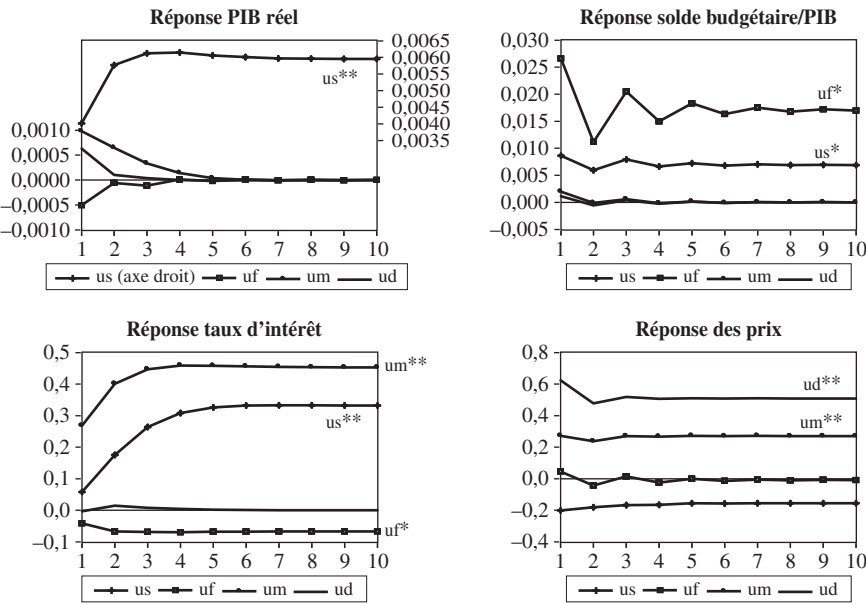 Réponse PIB réel
0,0065
0,0060
0,0055
0,0050
0,0045
0,0040
0,0035
us**
0,0010
0,0005
0,0000
–0,0005
–0,0010
1 2 3 4 5 6 7 8 9 10
us (axe droit) uf um ud
Réponse solde budgétaire/PIB
0,030
0,025
0,020
0,015
0,010
0,005
0,000
–0,005
uf*
us*
1 2 3 4 5 6 7 8 9 10
us uf um ud
Réponse taux d'intérêt
0,5
0,4
0,3
0,2
0,1
0,0
–0,1
um**
us**
uf*
1 2 3 4 5 6 7 8 9 10
us uf um ud
Réponse des prix
0,8
0,6
0,4
0,2
0,0
–0,2
–0,4
ud**
um**
1 2 3 4 5 6 7 8 9 10
us uf um ud